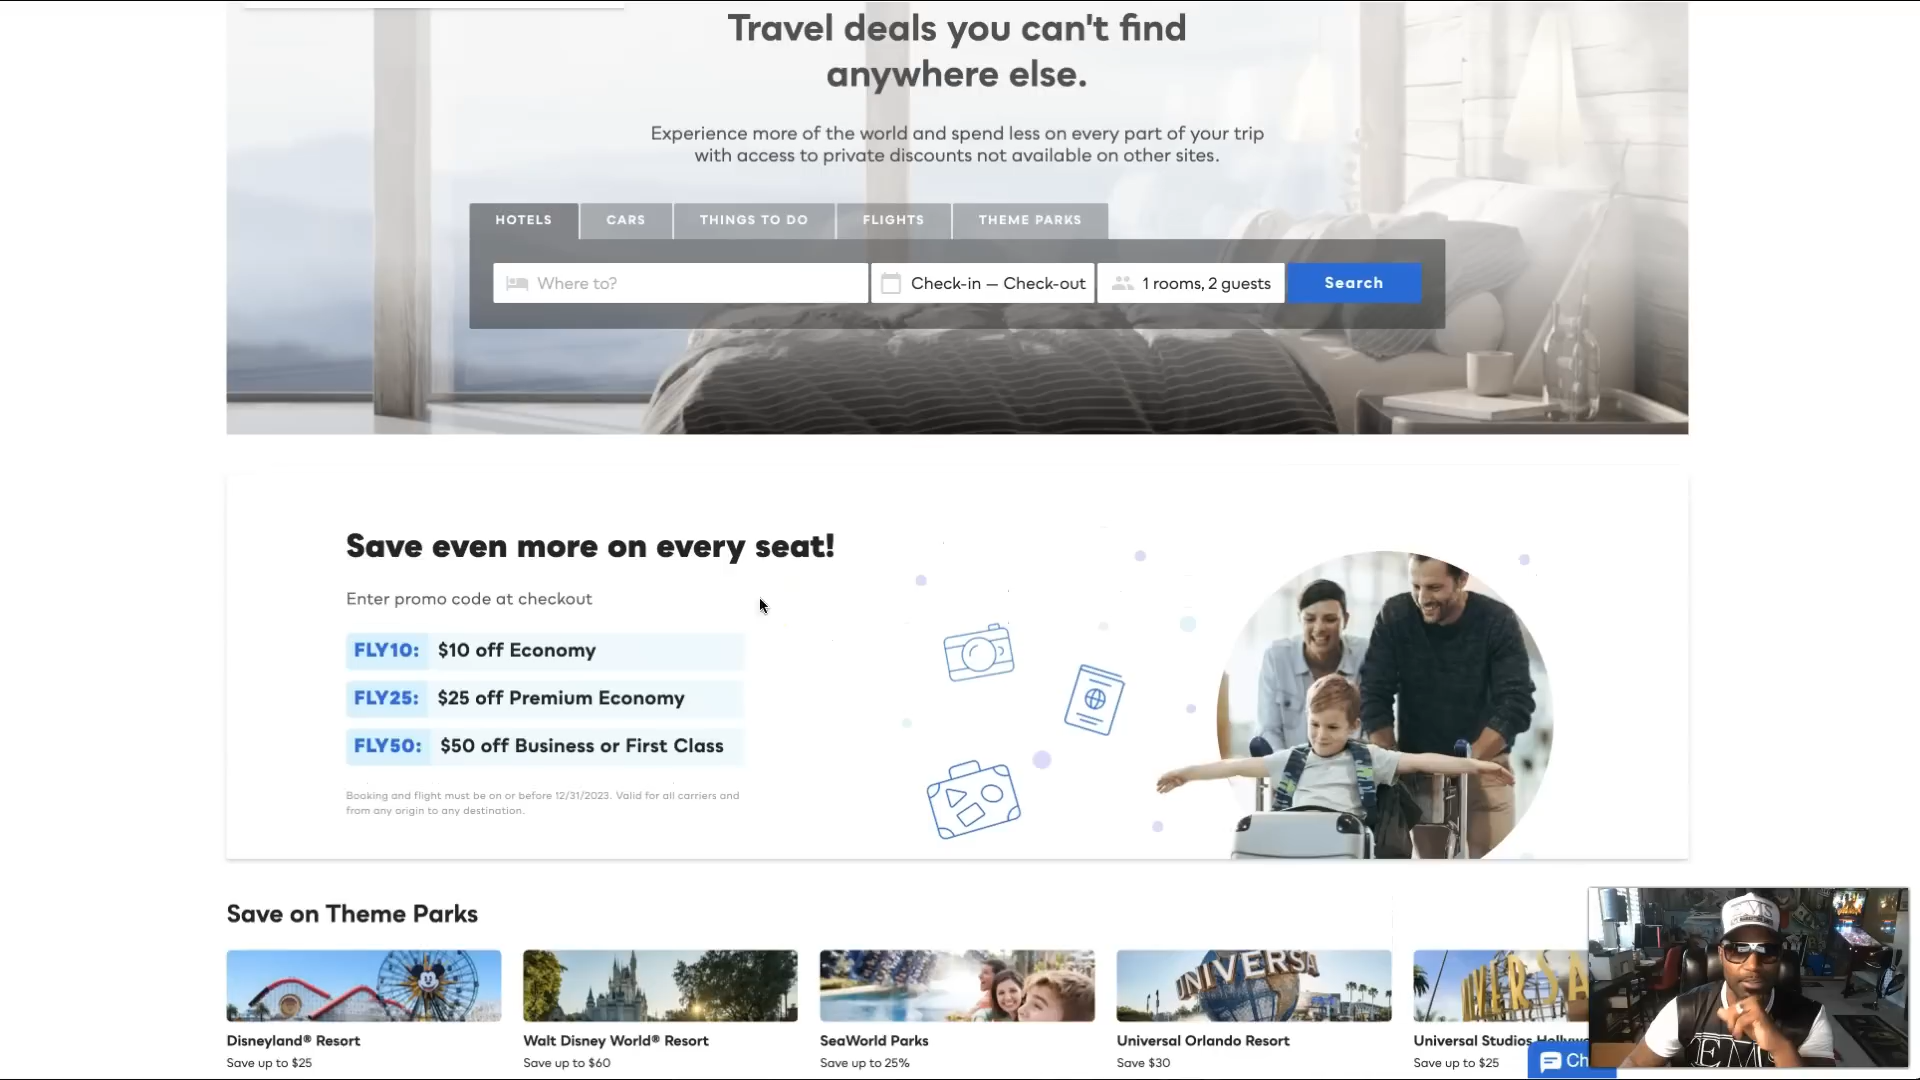 Travel deals you can't find
anywhere else.
Experience more of the world and spend less on every part of your trip
with access to private discounts not available on other sites.
HOTELS CARS THINGS TO DO FLIGHTS THEME PARKS
Where to? Check-in — Check-out 1 rooms, 2 guests Search
Save even more on every seat!
Enter promo code at checkout
FLY10: $10 off Economy
FLY25: $25 off Premium Economy
FLY50: $50 off Business or First Class
Booking and flight must be on or before 12/31/2023. Valid for all carriers and
from any origin to any destination.
Save on Theme Parks
UNIVERSA
Disneyland® Resort Walt Disney World® Resort SeaWorld Parks Universal Orlando Resort Universal Studios
Save up to $25 Save up to $60 Save up to 25% Save $30 Save up to $25
Ch